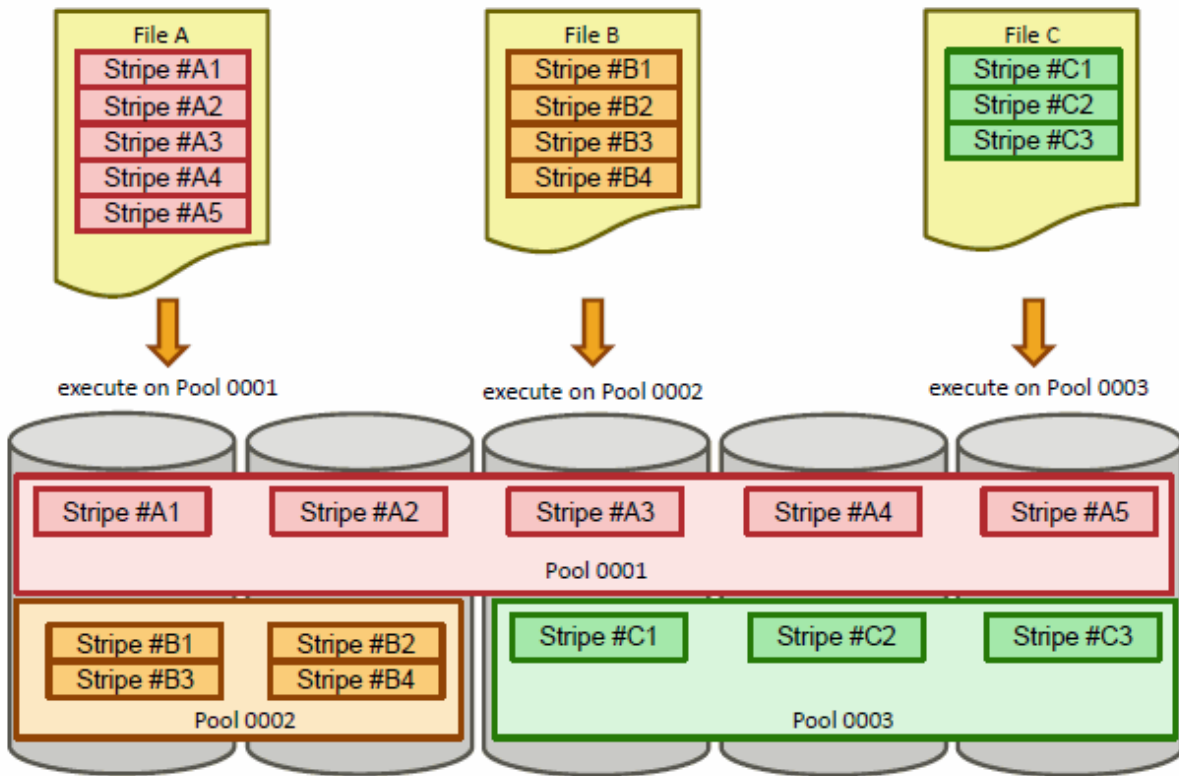 File A
Stripe #A1
Stripe #A2
Stripe #A3
Stripe #A4
Stripe #A5
File B
Stripe #B1
Stripe #B2
Stripe #B3
Stripe #B4
File C
Stripe #C1
Stripe #C2
Stripe #C3
execute on Pool 0001
execute on Pool 0002
execute on Pool 0003
Stripe #A1
Stripe #A2
Stripe #A3
Stripe #A4
Stripe #A5
Pool 0001
Stripe #B1
Stripe #B3
Stripe #B2
Stripe #B4
Pool 0002
Stripe #C1
Stripe #C2
Stripe #C3
Pool 0003